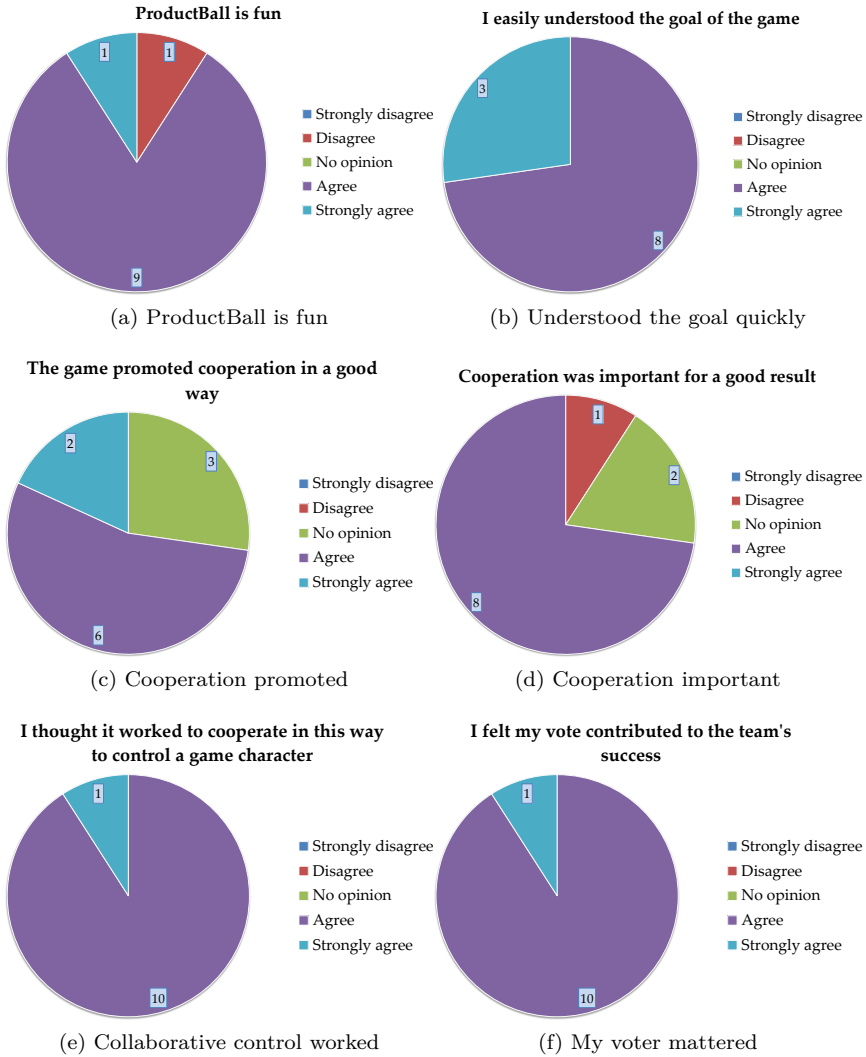 ProductBall is fun
1
1
9
Strongly disagree
Disagree
No opinion
Agree
Strongly agree
(a) ProductBall is fun
I easily understood the goal of the game
3
8
Strongly disagree
Disagree
No opinion
Agree
Strongly agree
(b) Understood the goal quickly
The game promoted cooperation in a good
way
2
3
6
Strongly disagree
Disagree
No opinion
Agree
Strongly agree
(c) Cooperation promoted
Cooperation was important for a good result
1
2
8
Strongly disagree
Disagree
No opinion
Agree
Strongly agree
(d) Cooperation important
I thought it worked to cooperate in this way
to control a game character
1
10
Strongly disagree
Disagree
No opinion
Agree
Strongly agree
(e) Collaborative control worked
I felt my vote contributed to the team's
success
1
10
Strongly disagree
Disagree
No opinion
Agree
Strongly agree
(f) My voter mattered